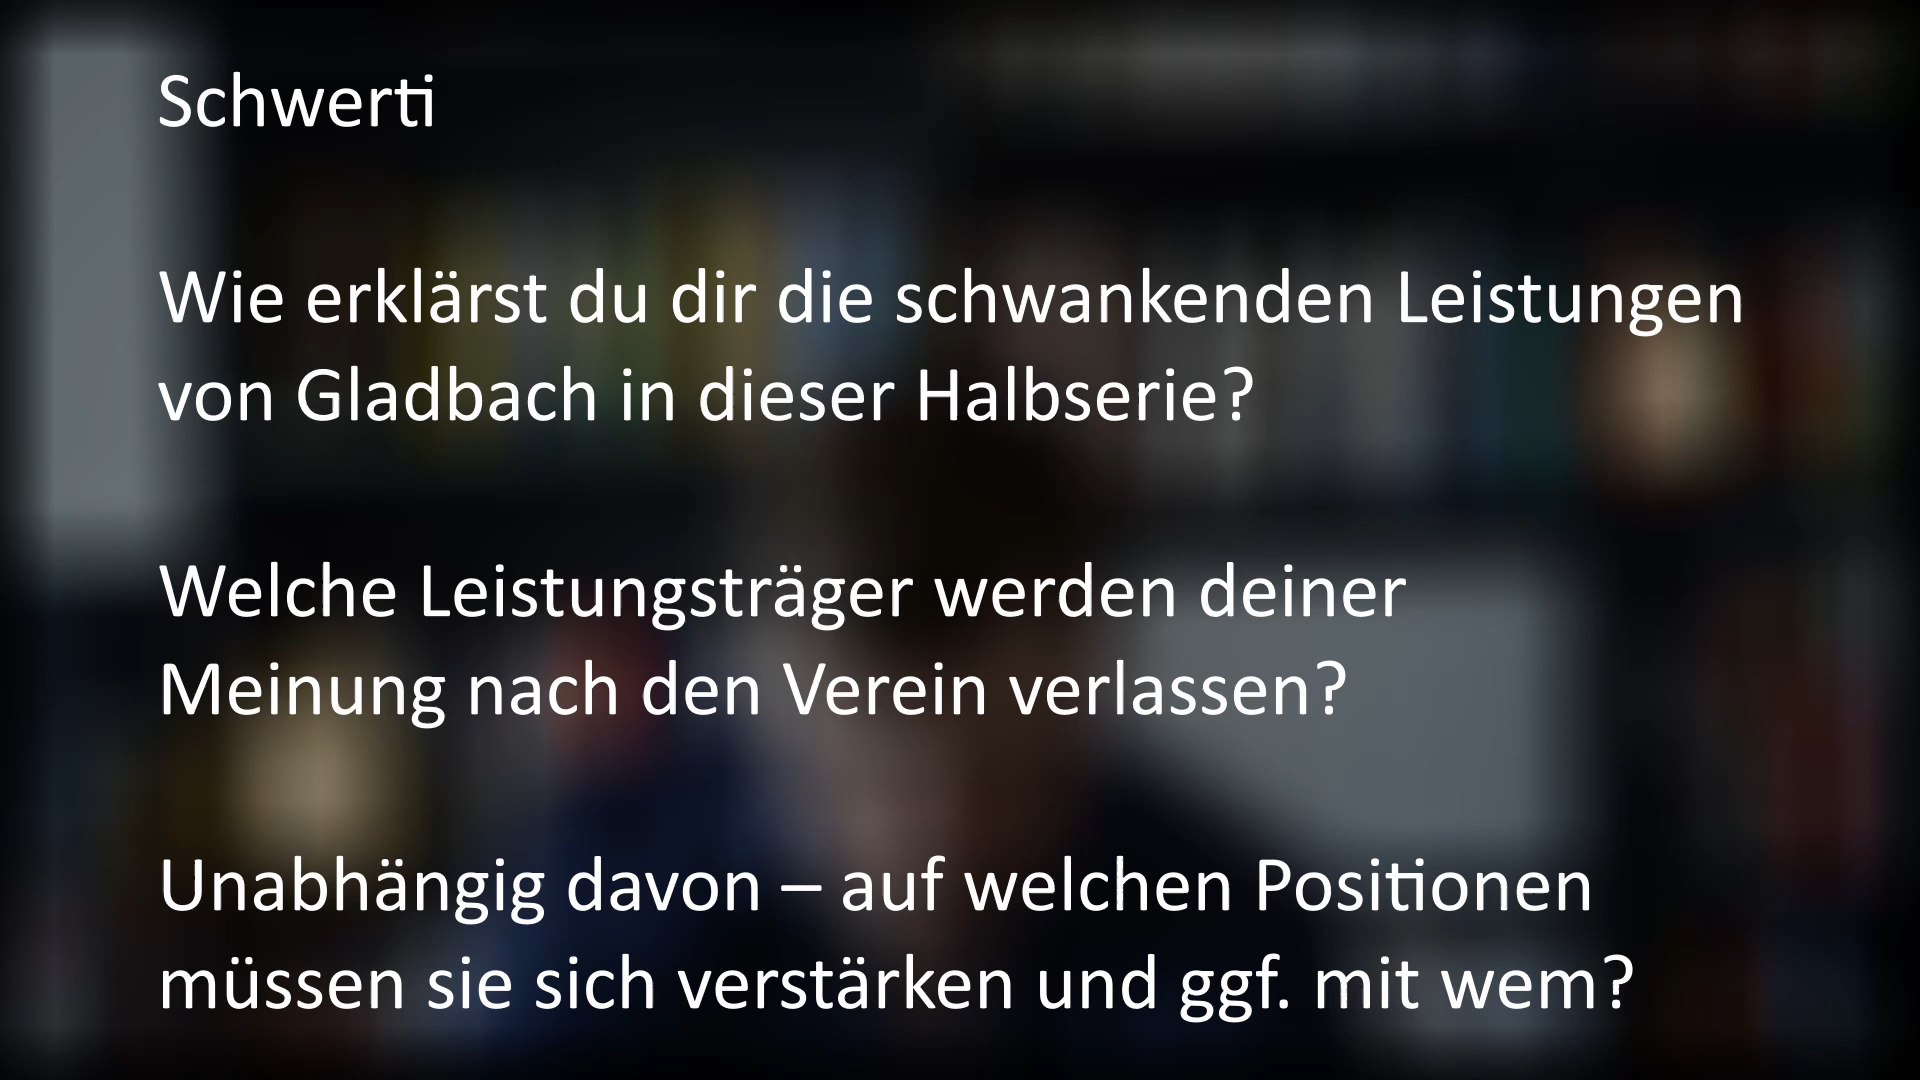 Schwerti
Wie erklärst du dir die schwankenden Leistungen
von Gladbach in dieser Halbserie?
Welche Leistungsträger werden deiner
Meinung nach den Verein verlassen?
Unabhängig davon – auf welchen Positionen
müssen sie sich verstärken und ggf. mit wem?